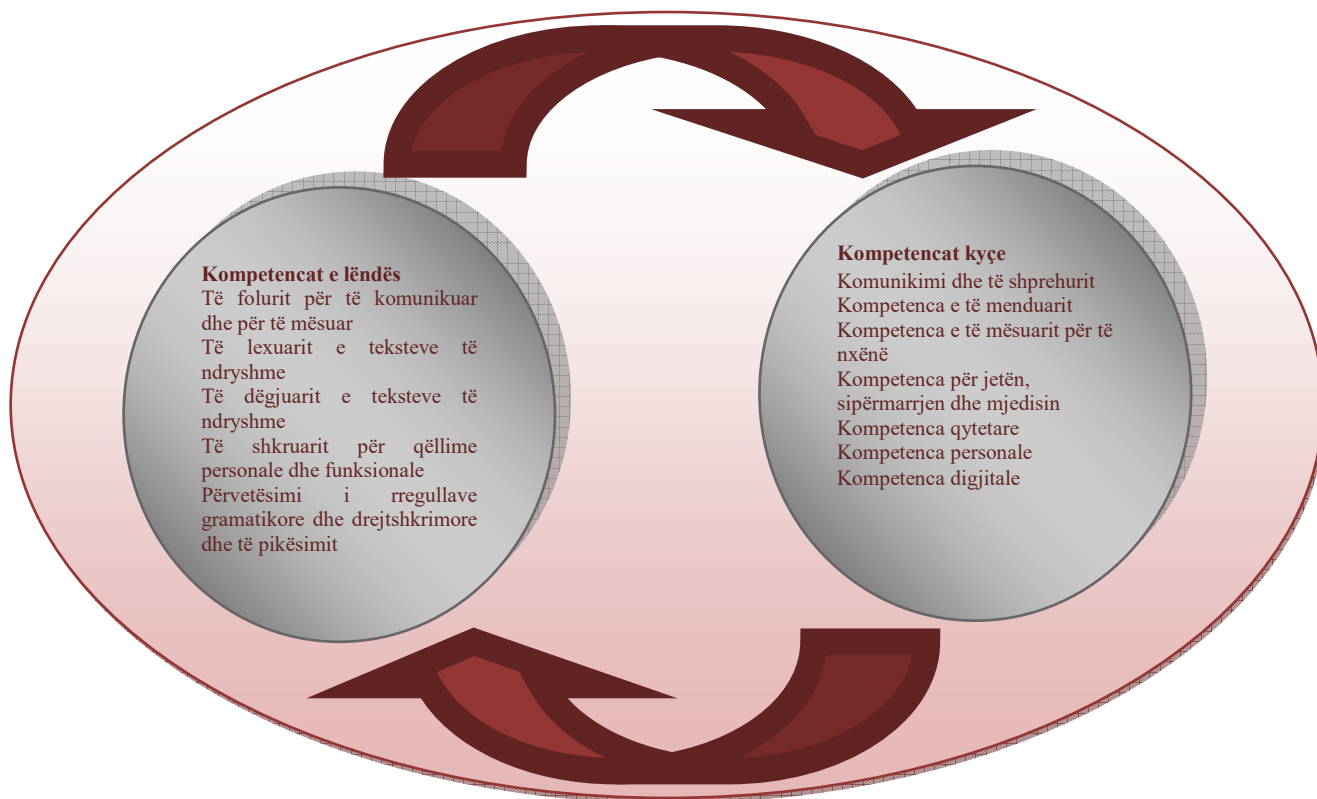 Kompetencat e lëndës
Të folurit për të komunikuar
dhe për të mësuar
Të lexuarit e teksteve të
ndryshme
Të dëgjuarit e teksteve të
ndryshme
Të shkruarit për qëllime
personale dhe funksionale
Përvetësimi i rregullave
gramatikore dhe drejtshkrimore
dhe të pikësimit
Kompetencat kyçe
Komunikimi dhe të shprehurit
Kompetenca e të menduarit
Kompetenca e të mësuarit për të
nxënë
Kompetenca për jetën,
sipërmarrjen dhe mjedisin
Kompetenca qytetare
Kompetenca personale
Kompetenca digjitale